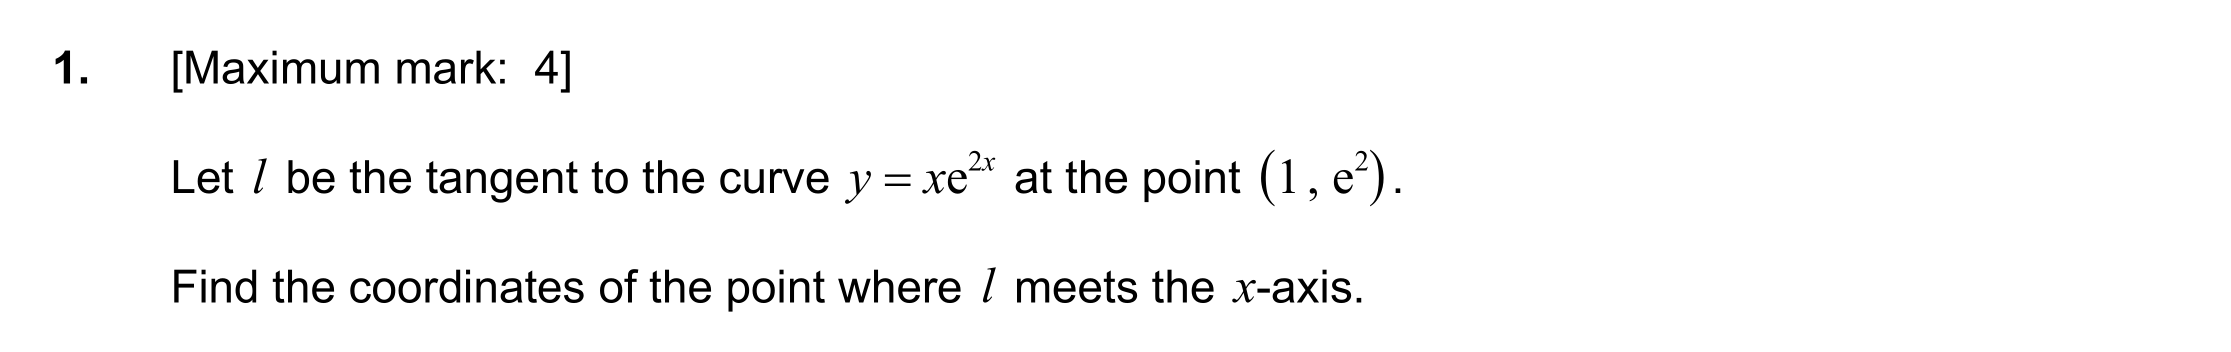 1. [Maximum mark: 4]
Let l be the tangent to the curve y = xe^{2x} at the point (1, e^2).
Find the coordinates of the point where l meets the x-axis.